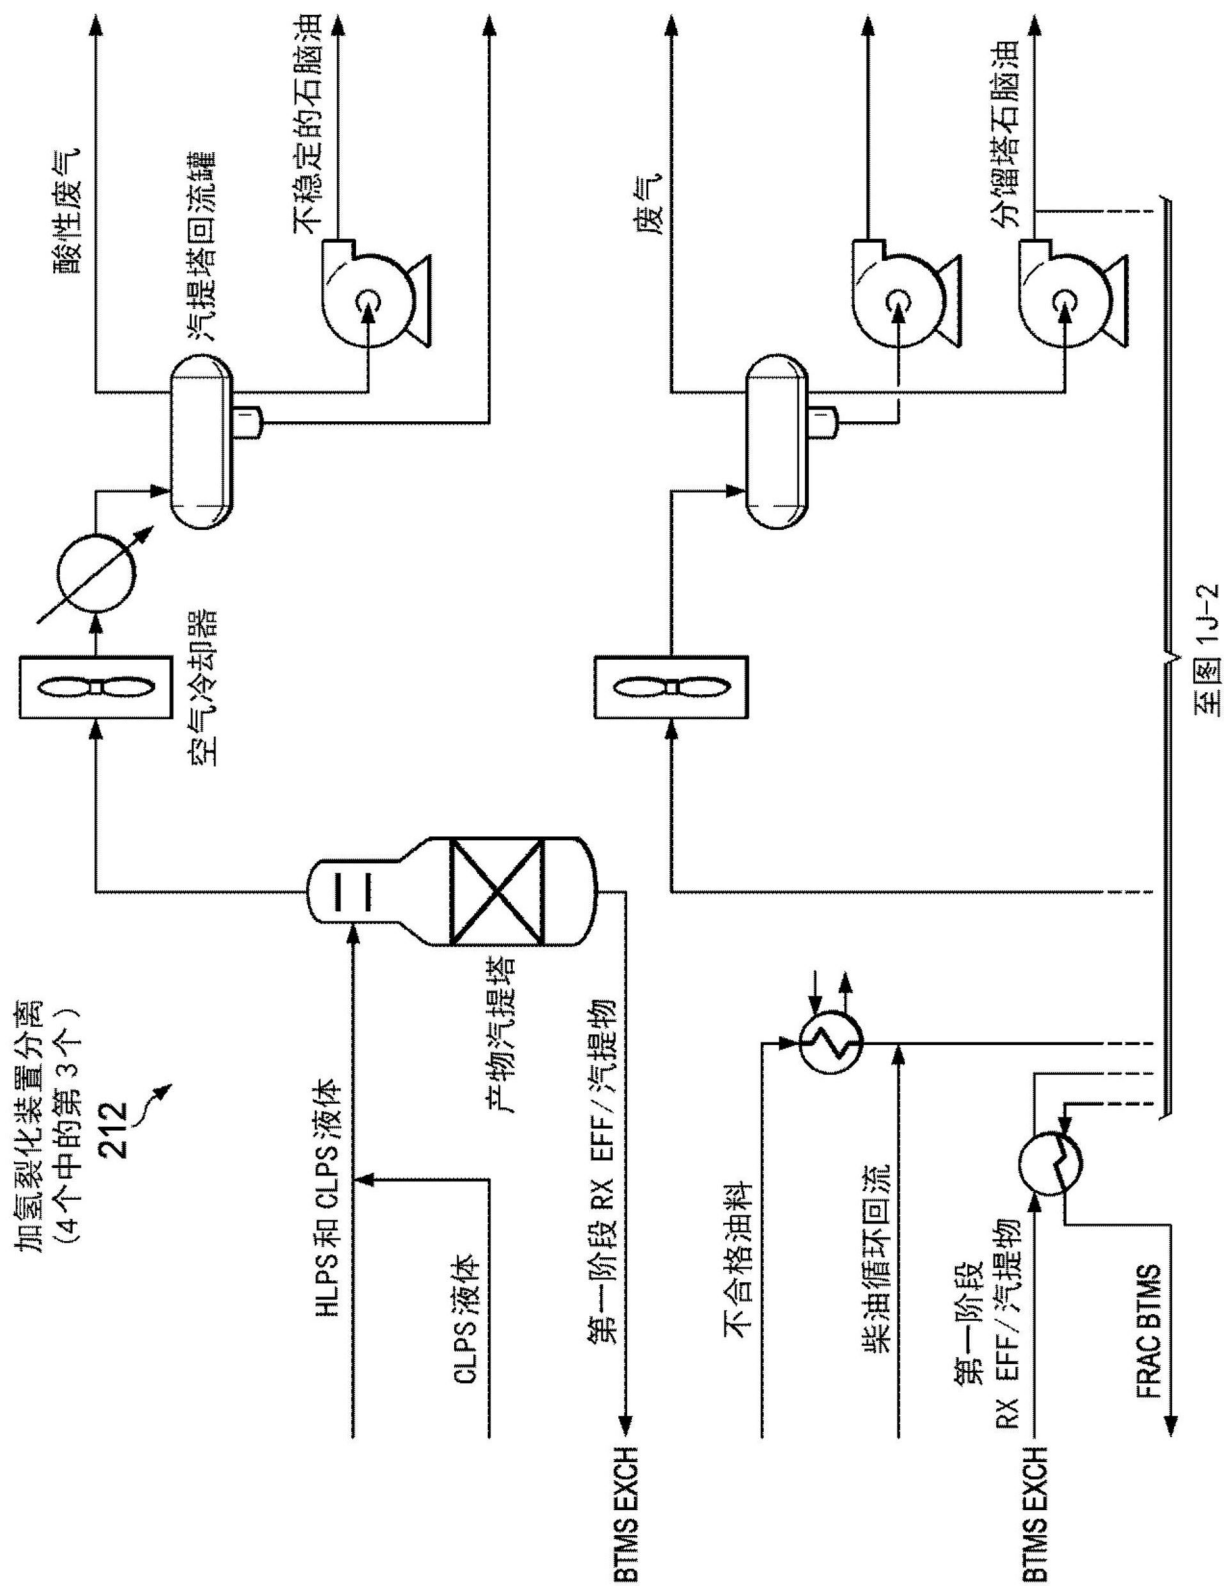 加氢裂化装置分离
(4个中的第3个)
212
酸性废气
空气冷却器
汽提塔回流罐
不稳定的石脑油
HLPS和CLPS液体
CLPS液体
产物汽提塔
第一阶段 RX EFF/汽提物
BTMS EXCH
废气
不合格油料
柴油循环回流
分馏塔石脑油
第一阶段
RX EFF/汽提物
BTMS EXCH
FRAC BTMS
至图 1J-2